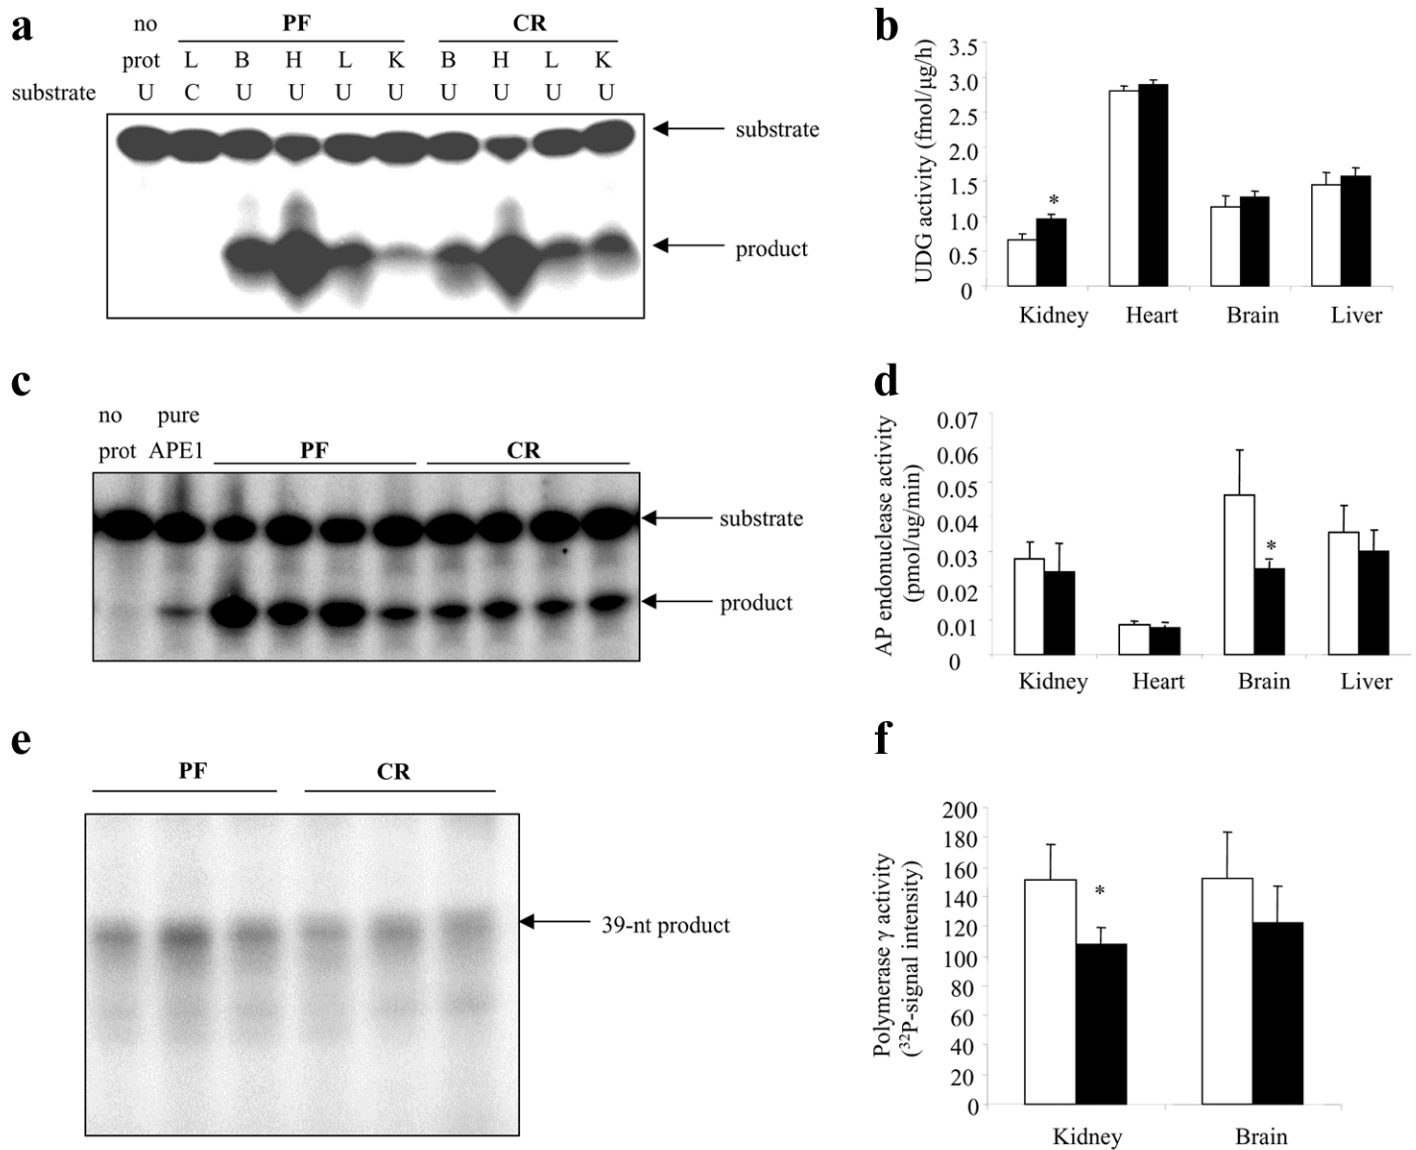 a
no PF CR
prot L B H L K B H L K
substrate U C U U U U U U U U
substrate
product
b
UDG activity (fmol/µg/h)
3.5
3.0
2.5
2.0
1.5
1.0
0.5
0
*
Kidney Heart Brain Liver
c
no pure
prot APE1 PF CR
substrate
product
d
AP endonuclease activity
(pmol/ug/min)
0.07
0.06
0.05
0.04
0.03
0.02
0.01
0
*
Kidney Heart Brain Liver
e
PF CR
39-nt product
f
Polymerase γ activity
(³²P-signal intensity)
200
180
160
140
120
100
80
60
40
20
0
*
Kidney Brain